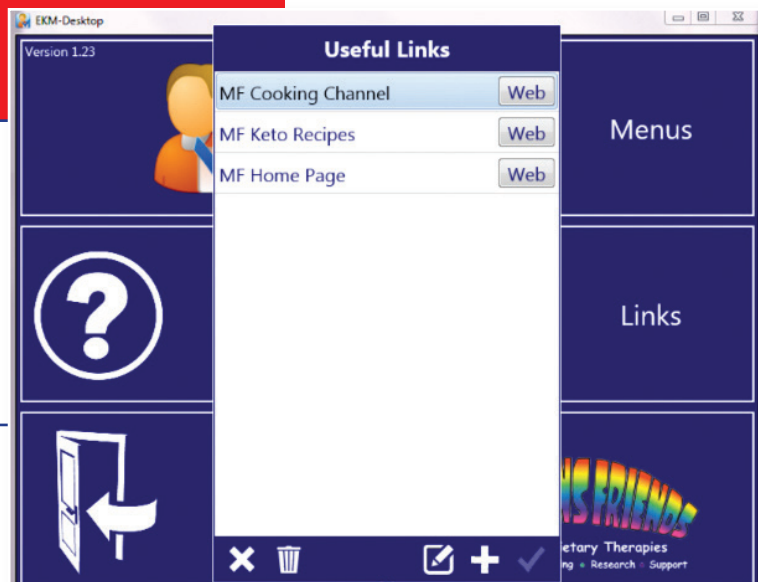 EKM-Desktop
Version 1.23
Useful Links
MF Cooking Channel Web
MF Keto Recipes Web
MF Home Page Web
Menus
?
Links
FRIENDS
Therapies
Research Support